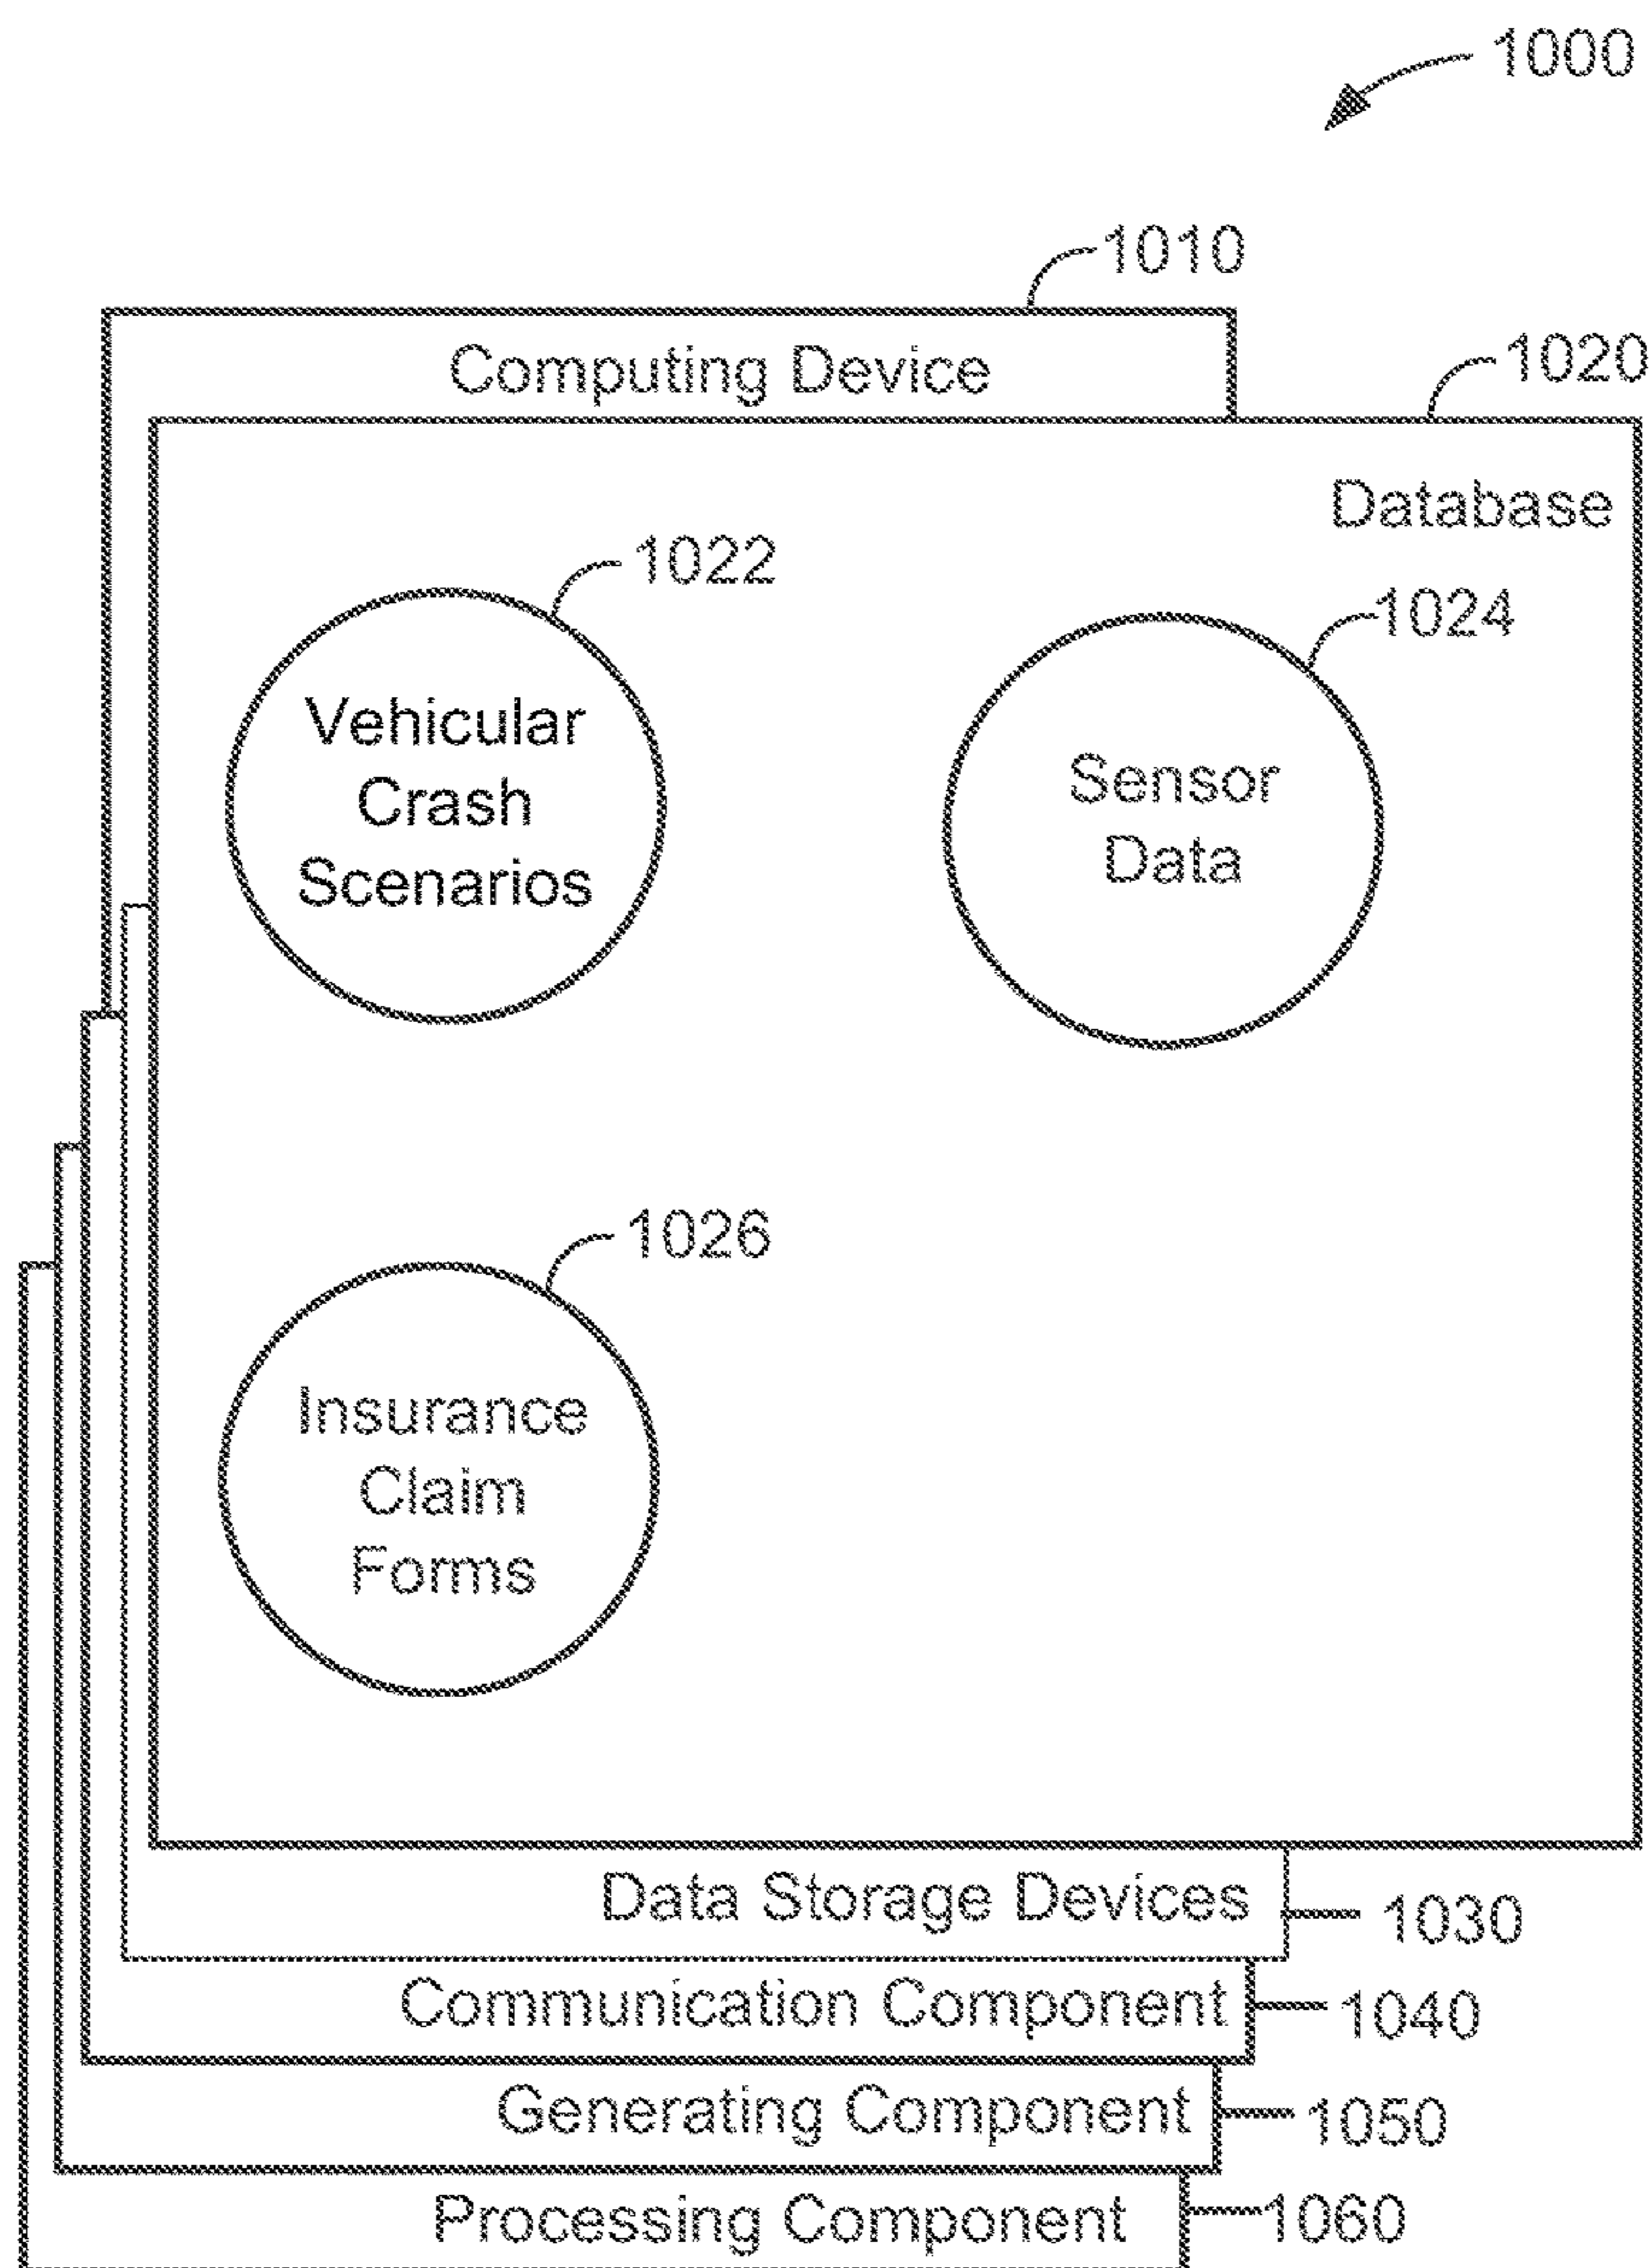 1000
1010
Computing Device
1020
Database
1022
1024
Vehicular
Crash
Scenarios
Sensor
Data
1026
Insurance
Claim
Forms
Data Storage Devices
1030
Communication Component
1040
Generating Component
1050
Processing Component
1060